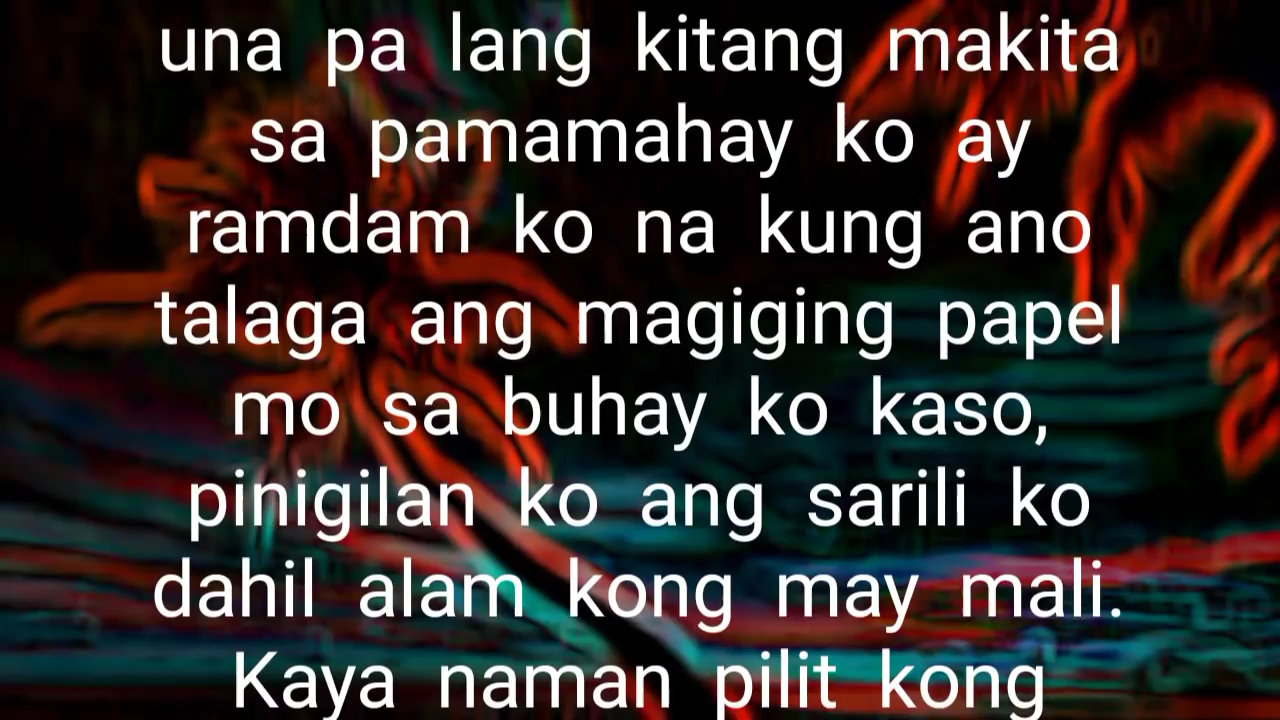 una pa lang kitang makita
sa pamamahay ko ay
ramdam ko na kung ano
talaga ang magiging papel
mo sa buhay ko kaso,
pinigilan ko ang sarili ko
dahil alam kong may mali.
Kaya naman pilit kong